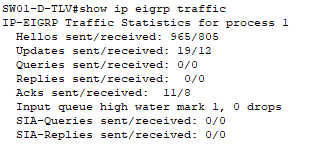 SW01-D-TLV#show ip eigrp traffic
IP-EIGRP Traffic Statistics for process 1
Hellos sent/received: 965/805
Updates sent/received: 19/12
Queries sent/received: 0/0
Replies sent/received:  0/0
Acks sent/received:  11/8
Input queue high water mark 1, 0 drops
SIA-Queries sent/received: 0/0
SIA-Replies sent/received: 0/0